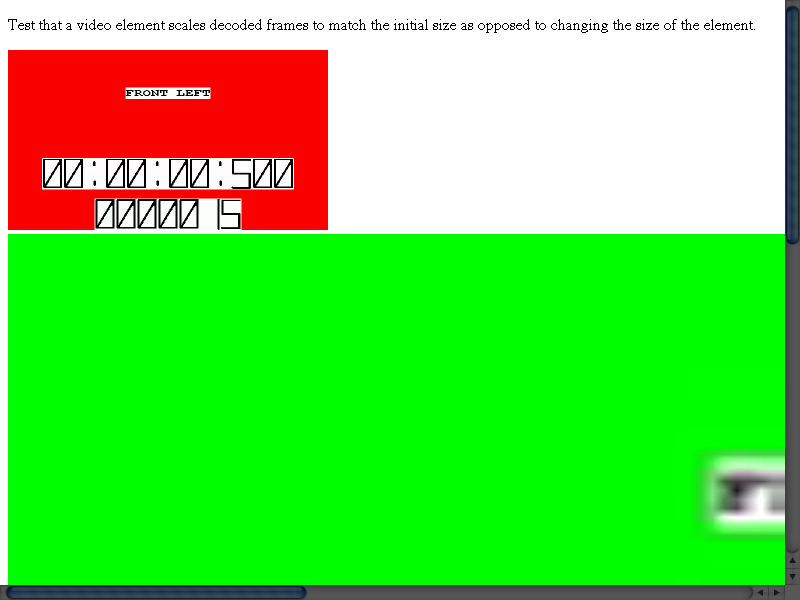 Test that a video element scales decoded frames to match the initial size as opposed to changing the size of the element.
FRONT LEFT
00:00:00:500
00000 15